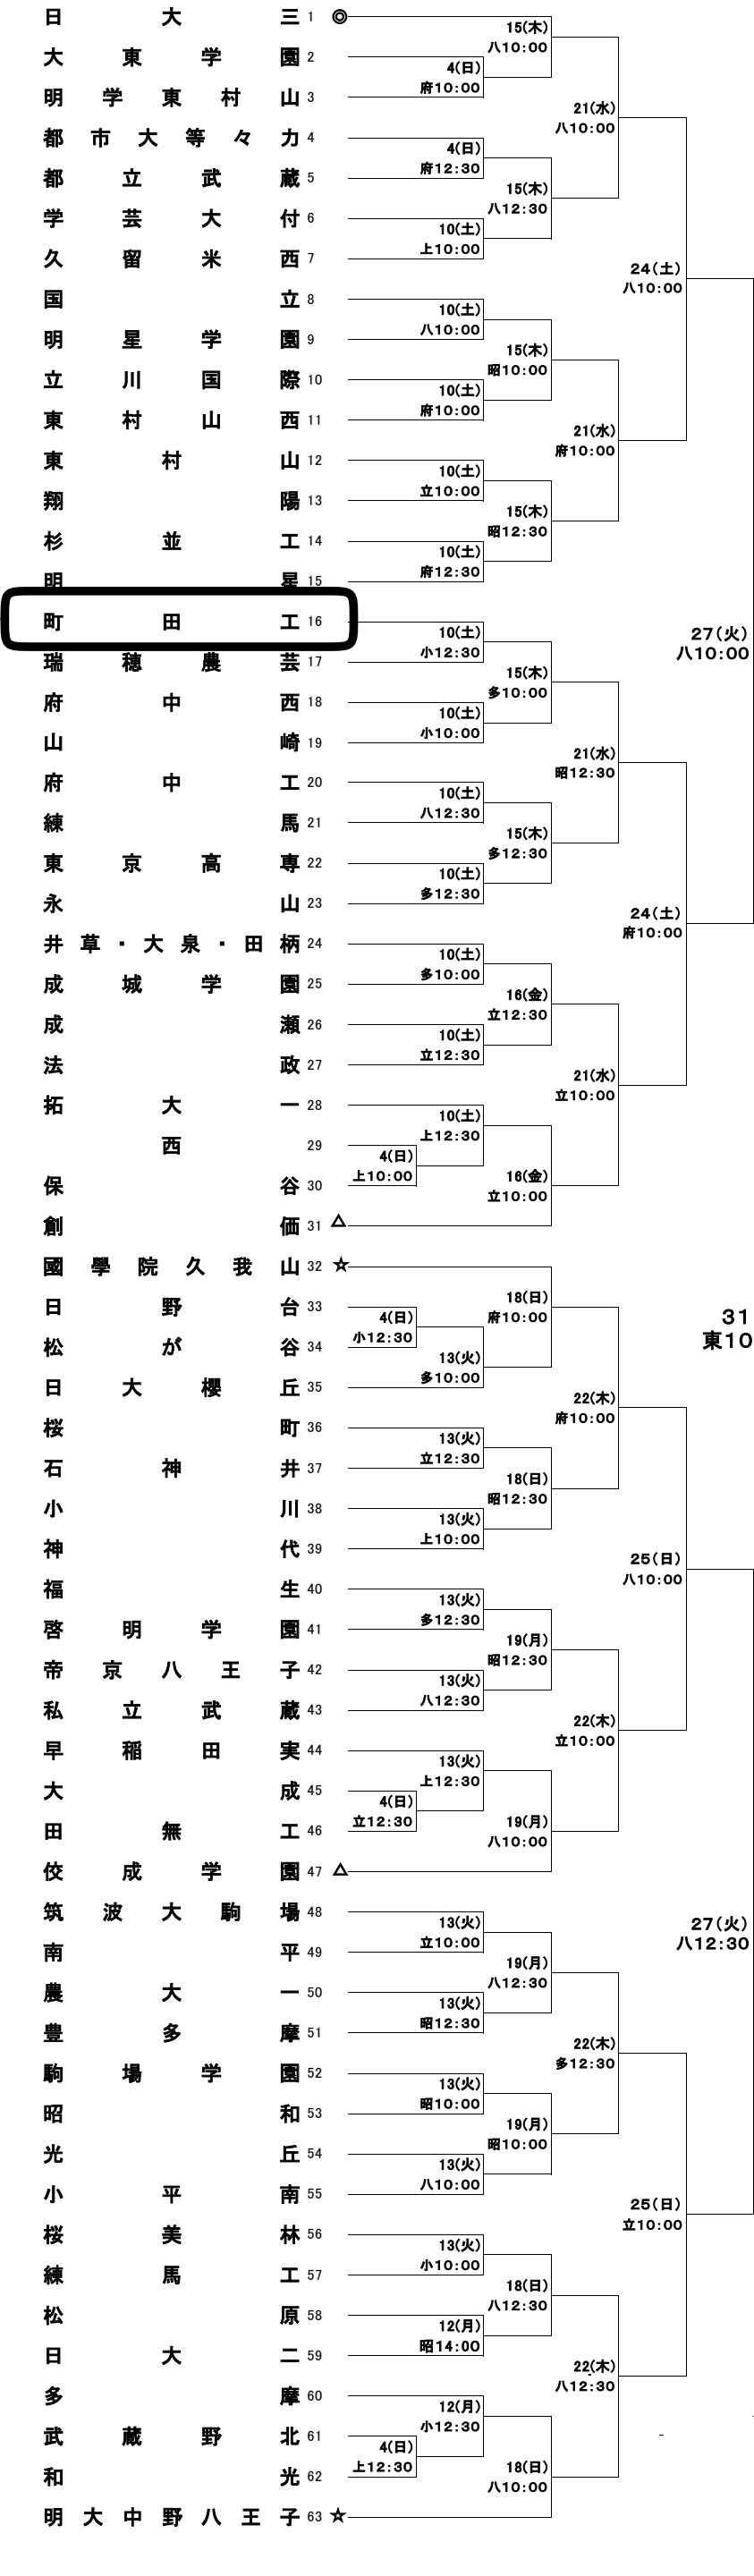 日大三 1 ◎
15(木)
八10:00
大東学園 2
4(日)
府10:00
明学東村山 3
21(水)
八10:00
都市大等々力 4
4(日)
府12:30
都立武蔵 5
15(木)
八12:30
学芸大付 6
10(土)
上10:00
久留米西 7
24(土)
八10:00
国立 8
10(土)
八10:00
明星学園 9
15(木)
昭10:00
立川国際 10
10(土)
府10:00
東村山西 11
21(水)
府10:00
東村山 12
10(土)
立10:00
翔陽 13
15(木)
昭12:30
杉並工 14
10(土)
府12:30
明星 15
町田工 16
10(土)
小12:30
27(火)
八10:00
瑞穂農芸 17
15(木)
多10:00
府中西 18
10(土)
小10:00
山崎 19
21(水)
昭12:30
府中工 20
10(土)
八12:30
練馬 21
15(木)
多12:30
東京高専 22
10(土)
多12:30
永山 23
24(土)
府10:00
井草・大泉・田柄 24
10(土)
多10:00
成城学園 25
16(金)
立12:30
成瀬 26
10(土)
立12:30
法政 27
21(水)
立10:00
拓大一 28
10(土)
上12:30
西 29
4(日)
上10:00
保谷 30
16(金)
立10:00
創価 31 △
國學院久我山 32 ☆
18(日)
府10:00
日野台 33
4(日)
小12:30
31
東10
松が谷 34
13(火)
多10:00
日大櫻丘 35
22(木)
府10:00
桜町 36
13(火)
立12:30
石神井 37
18(日)
昭12:30
小川 38
13(火)
上10:00
神代 39
25(日)
八10:00
福生 40
13(火)
多12:30
啓明学園 41
19(月)
昭12:30
帝京八王子 42
13(火)
八12:30
私立武蔵 43
22(木)
立10:00
早稲田実 44
13(火)
上12:30
大成 45
4(日)
立12:30
田無工 46
19(月)
八10:00
佼成学園 47 △
筑波大駒場 48
13(火)
立10:00
27(火)
八12:30
南平 49
19(月)
八12:30
農大一 50
13(火)
昭12:30
豊多摩 51
22(木)
多12:30
駒場学園 52
13(火)
昭10:00
昭和 53
19(月)
昭10:00
光丘 54
13(火)
八10:00
小平南 55
25(日)
立10:00
桜美林 56
13(火)
小10:00
練馬工 57
18(日)
八12:30
松原 58
12(月)
昭14:00
日大二 59
22(木)
八12:30
多摩 60
12(月)
小12:30
武蔵野北 61
4(日)
上12:30
和光 62
18(日)
八10:00
明大中野八王子 63 ☆